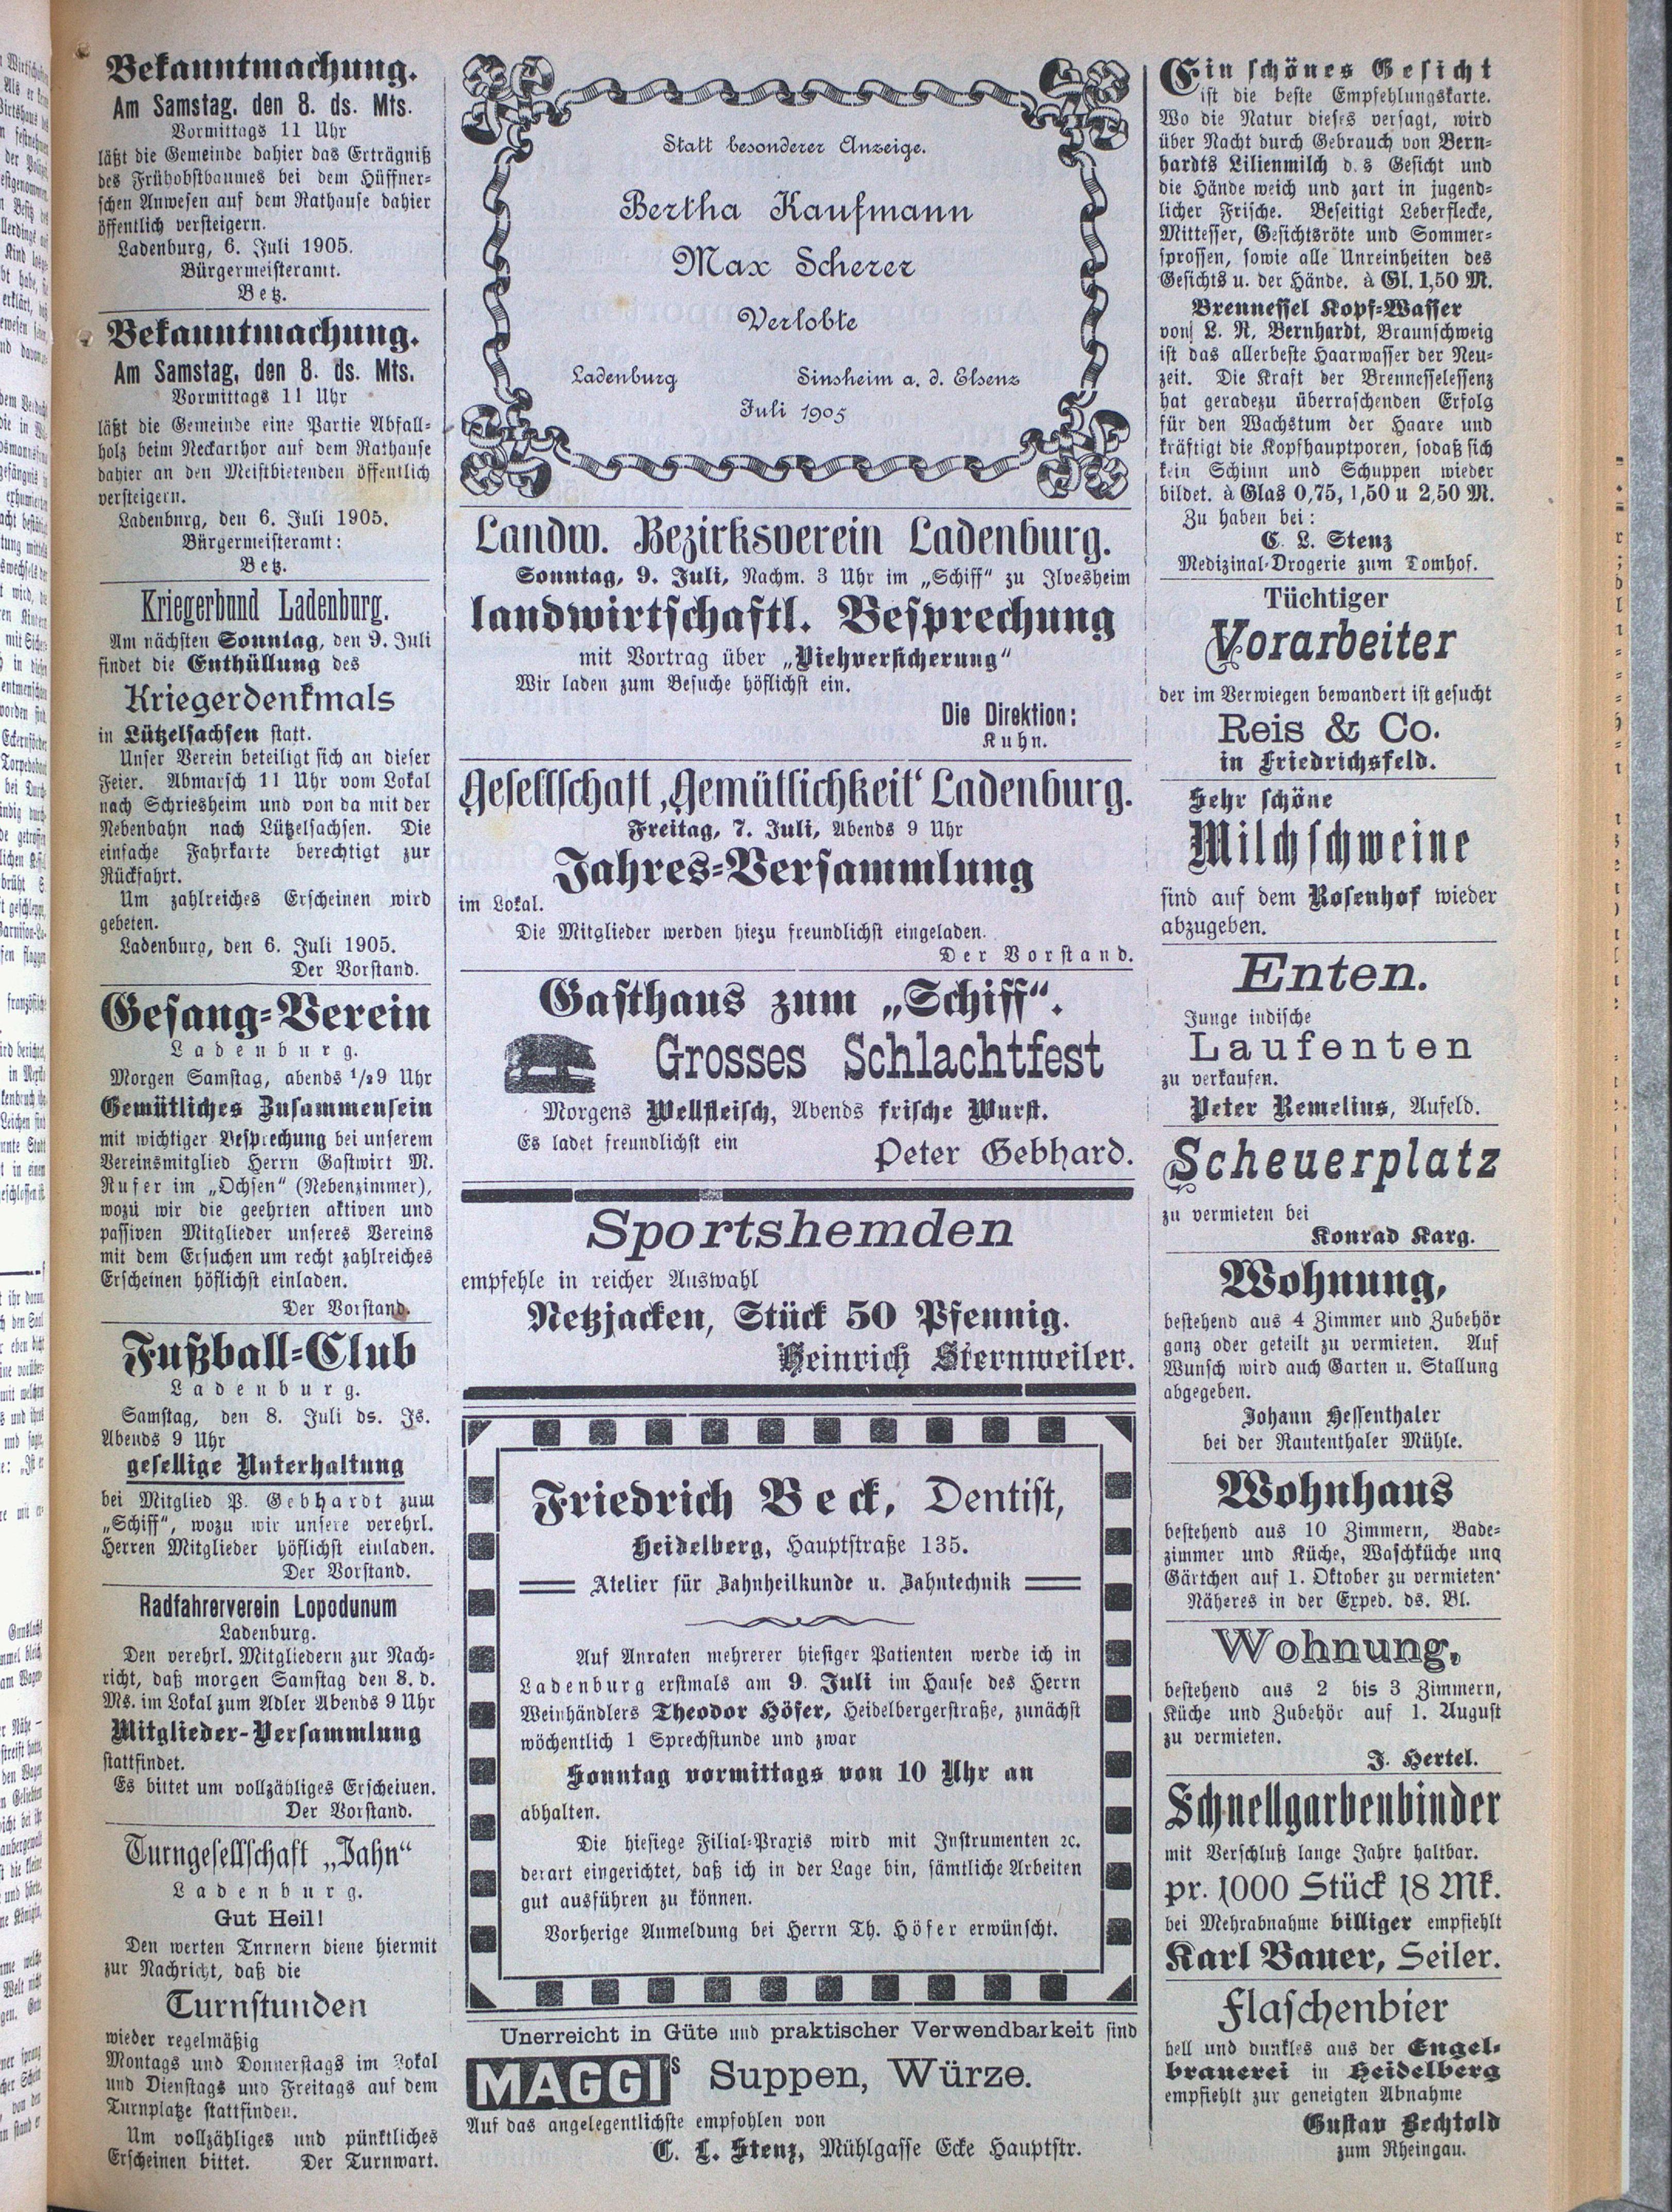 Bekanntmachung.
Am Samstag, den 8. ds. Mts.
Vormittags 11 Uhr
läßt die Gemeinde dahier das Erträgniß
des Frühobstbaumes bei dem Hüffner-
schen Anwesen auf dem Rathause dahier
öffentlich versteigern.
Ladenburg, 6. Juli 1905.
Bürgermeisteramt.
Betz.
Bekanntmachung.
Am Samstag, den 8. ds. Mts.
Vormittags 11 Uhr
läßt die Gemeinde eine Partie Abfall-
holz beim Neckarthor auf dem Rathause
dahier an den Meistbietenden öffentlich
versteigern.
Ladenburg, den 6. Juli 1905.
Bürgermeisteramt:
Betz.
Kriegerbund Ladenburg.
Am nächsten Sonntag, den 9. Juli
findet die Enthüllung des
Kriegerdenkmals
in Lützelsachsen statt.
Unser Verein beteiligt sich an dieser
Feier. Abmarsch 11 Uhr vom Lokal
nach Schriesheim und von da mit der
Nebenbahn nach Lützelsachsen. Die
einfache Fahrkarte berechtigt zur
Rückfahrt.
Um zahlreiches Erscheinen wird
gebeten.
Ladenburg, den 6. Juli 1905.
Der Vorstand.
Gesang-Verein
Ladenburg.
Morgen Samstag, abends 1/29 Uhr
Gemütliches Zusammensein
mit wichtiger Besprechung bei unserem
Vereinsmitglied Herrn Gastwirt M.
Rufer im „Ochsen“ (Nebenzimmer),
wozu wir die geehrten aktiven und
passiven Mitglieder unseres Vereins
mit dem Ersuchen um recht zahlreiches
Erscheinen höflichst einladen.
Der Vorstand.
Fußball-Club
Ladenburg.
Samstag, den 8. Juli ds. Js.
Abends 9 Uhr
gesellige Unterhaltung
bei Mitglied P. Gebhardt zum
„Schiff“, wozu wir unsere verehrl.
Herren Mitglieder höflichst einladen.
Der Vorstand.
Radfahrerverein Lopodunum
Ladenburg.
Den verehrl. Mitgliedern zur Nach-
richt, daß morgen Samstag den 8. d.
Ms. im Lokal zum Adler Abends 9 Uhr
Mitglieder-Versammlung
stattfindet.
Es bittet um vollzähliges Erscheiuen.
Der Vorstand.
Turngesellschaft „Jahn“
Ladenburg.
Gut Heil!
Den werten Tnrnern diene hiermit
zur Nachricht, daß die
Turnstunden
wieder regelmäßig
Montags und Donnerstags im Lokal
und Dienstags und Freitags auf dem
Turnplatze stattfinden.
Um vollzähliges und pünktliches
Erscheinen bittet. Der Turnwart.
Statt besonderer Anzeige.
Bertha Kaufmann
Max Scherer
Verlobte
Ladenburg Sinsheim a. d. Elsenz
Juli 1905
Landw. Bezirksverein Ladenburg.
Sonntag, 9. Juli, Nachm. 3 Uhr im „Schiff“ zu Ilvesheim
landwirtschaftl. Besprechung
mit Vortrag über „Viehversicherung“
Wir laden zum Besuche höflichst ein.
Die Direktion:
Kuhn.
Gesellschaft ‚Gemütlichkeit‘ Ladenburg.
Freitag, 7. Juli, Abends 9 Uhr
Jahres-Versammlung
im Lokal.
Die Mitglieder werden hiezu freundlichst eingeladen.
Der Vorstand.
Gasthaus zum „Schiff“.
Grosses Schlachtfest
Morgens Wellfleisch, Abends frische Wurst.
Es ladet freundlichst ein
Peter Gebhard.
Sportshemden
empfehle in reicher Auswahl
Netzjacken, Stück 50 Pfennig.
Heinrich Sternweiler.
Friedrich Beck, Dentist,
Heidelberg, Hauptstraße 135.
Atelier für Zahnheilkunde u. Zahntechnik
Auf Anraten mehrerer hiesiger Patienten werde ich in
Ladenburg erstmals am 9. Juli im Hause des Herrn
Weinhändlers Theodor Höfer, Heidelbergerstraße, zunächst
wöchentlich 1 Sprechstunde und zwar
Sonntag vormittags von 10 Uhr an
abhalten.
Die hiesiege Filial-Praxis wird mit Instrumenten ꝛc.
derart eingerichtet, daß ich in der Lage bin, sämtliche Arbeiten
gut ausführen zu können.
Vorherige Anmeldung bei Herrn Th. Höfer erwünscht.
Unerreicht in Güte und praktischer Verwendbarkeit sind
MAGGIs Suppen, Würze.
Auf das angelegentlichste empfohlen von
C. L. Stenz, Mühlgasse Ecke Hauptstr.
Ein schönes Gesicht
ist die beste Empfehlungskarte.
Wo die Natur dieses versagt, wird
über Nacht durch Gebrauch von Bern-
hardts Lilienmilch d.s Gesicht und
die Hände weich und zart in jugend-
licher Frische. Beseitigt Leberflecke,
Mittesser, Gesichtsröte und Sommer-
sprossen, sowie alle Unreinheiten des
Gesichts u. der Hände. à Gl. 1,50 M.
Brennessel Kopf-Wasser
von L. N. Bernhardt, Braunschweig
ist das allerbeste Haarwasser der Neu-
zeit. Die Kraft der Brennesselessenz
hat geradezu überraschenden Erfolg
für den Wachstum der Haare und
kräftigt die Kopfhauptporen, sodaß sich
kein Schinn und Schuppen wieder
bildet. à Glas 0,75, 1,50 u 2,50 M.
Zu haben bei:
C. L. Stenz
Medizinal-Drogerie zum Domhof.
Tüchtiger
Vorarbeiter
der im Verwiegen bewandert ist gesucht
Reis & Co.
in Friedrichsfeld.
Sehr schöne
Milchschweine
sind auf dem Rosenhof wieder
abzugeben.
Enten.
Junge indische
Laufenten
zu verkaufen.
Peter Remelius, Aufeld.
Scheuerplatz
zu vermieten bei
Konrad Karg.
Wohnung,
bestehend aus 4 Zimmer und Zubehör
ganz oder geteilt zu vermieten. Auf
Wunsch wird auch Garten u. Stallung
abgegeben.
Johann Hessenthaler
bei der Rautenthaler Mühle.
Wohnhaus
bestehend aus 10 Zimmern, Bade-
zimmer und Küche, Waschküche und
Gärtchen auf 1. Oktober zu vermieten.
Näheres in der Exped. ds. Bl.
Wohnung,
bestehend aus 2 bis 3 Zimmern,
Küche und Zubehör auf 1. August
zu vermieten.
J. Hertel.
Schnellgarbenbinder
mit Verschluß lange Jahre haltbar.
pr. 1000 Stück 18 Mk.
bei Mehrabnahme billiger empfiehlt
Karl Bauer, Seiler.
Flaschenbier
hell und dunkles aus der Engel-
brauerei in Heidelberg
empfiehlt zur geneigten Abnahme
Gustav Bechtold
zum Rheingau.